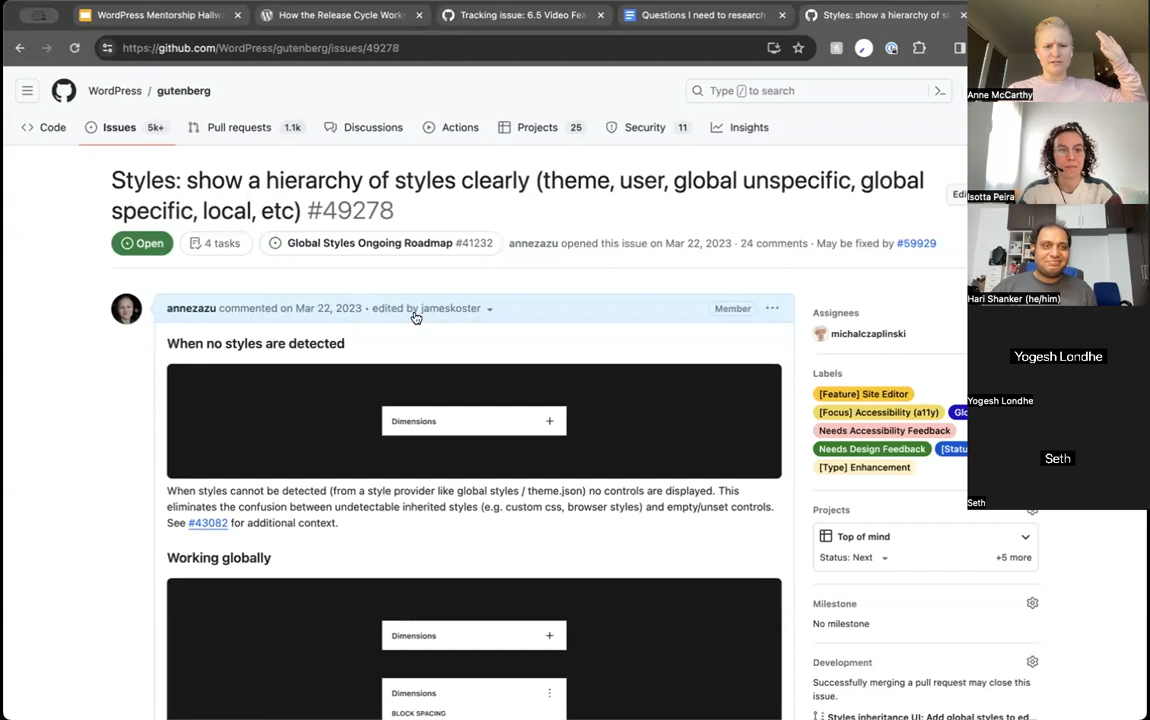 WordPress Mentorship Hallw
How the Release Cycle Work
Tracking issue: 6.5 Video Fea
Questions I need to research
Styles: show a hierarchy of st
https://github.com/WordPress/gutenberg/issues/49278
WordPress / gutenberg
Type / to search
Code
Issues 5k+
Pull requests 1.1k
Discussions
Actions
Projects 25
Security 11
Insights
Styles: show a hierarchy of styles clearly (theme, user, global unspecific, global
specific, local, etc) #49278
Edi
Open
4 tasks
Global Styles Ongoing Roadmap #41232
annezazu opened this issue on Mar 22, 2023 · 24 comments · May be fixed by #59929
annezazu commented on Mar 22, 2023 • edited by jameskoster
Member
When no styles are detected
Dimensions +
When styles cannot be detected (from a style provider like global styles / theme.json) no controls are displayed. This
eliminates the confusion between undetectable inherited styles (e.g. custom css, browser styles) and empty/unset controls.
See #43082 for additional context.
Working globally
Dimensions +
Dimensions
BLOCK SPACING
Assignees
michalczaplinski
Labels
[Feature] Site Editor
[Focus] Accessibility (a11y)
Glo
Needs Accessibility Feedback
Needs Design Feedback
[Statu
[Type] Enhancement
Projects
Top of mind
Status: Next
+5 more
Milestone
No milestone
Development
Successfully merging a pull request may close this
issue.
Styles inheritance UI: Add global styles to ed...
Anne McCarthy
Isotta Peira
Hari Shanker (he/him)
Yogesh Londhe
Yogesh Londhe
Seth
Seth